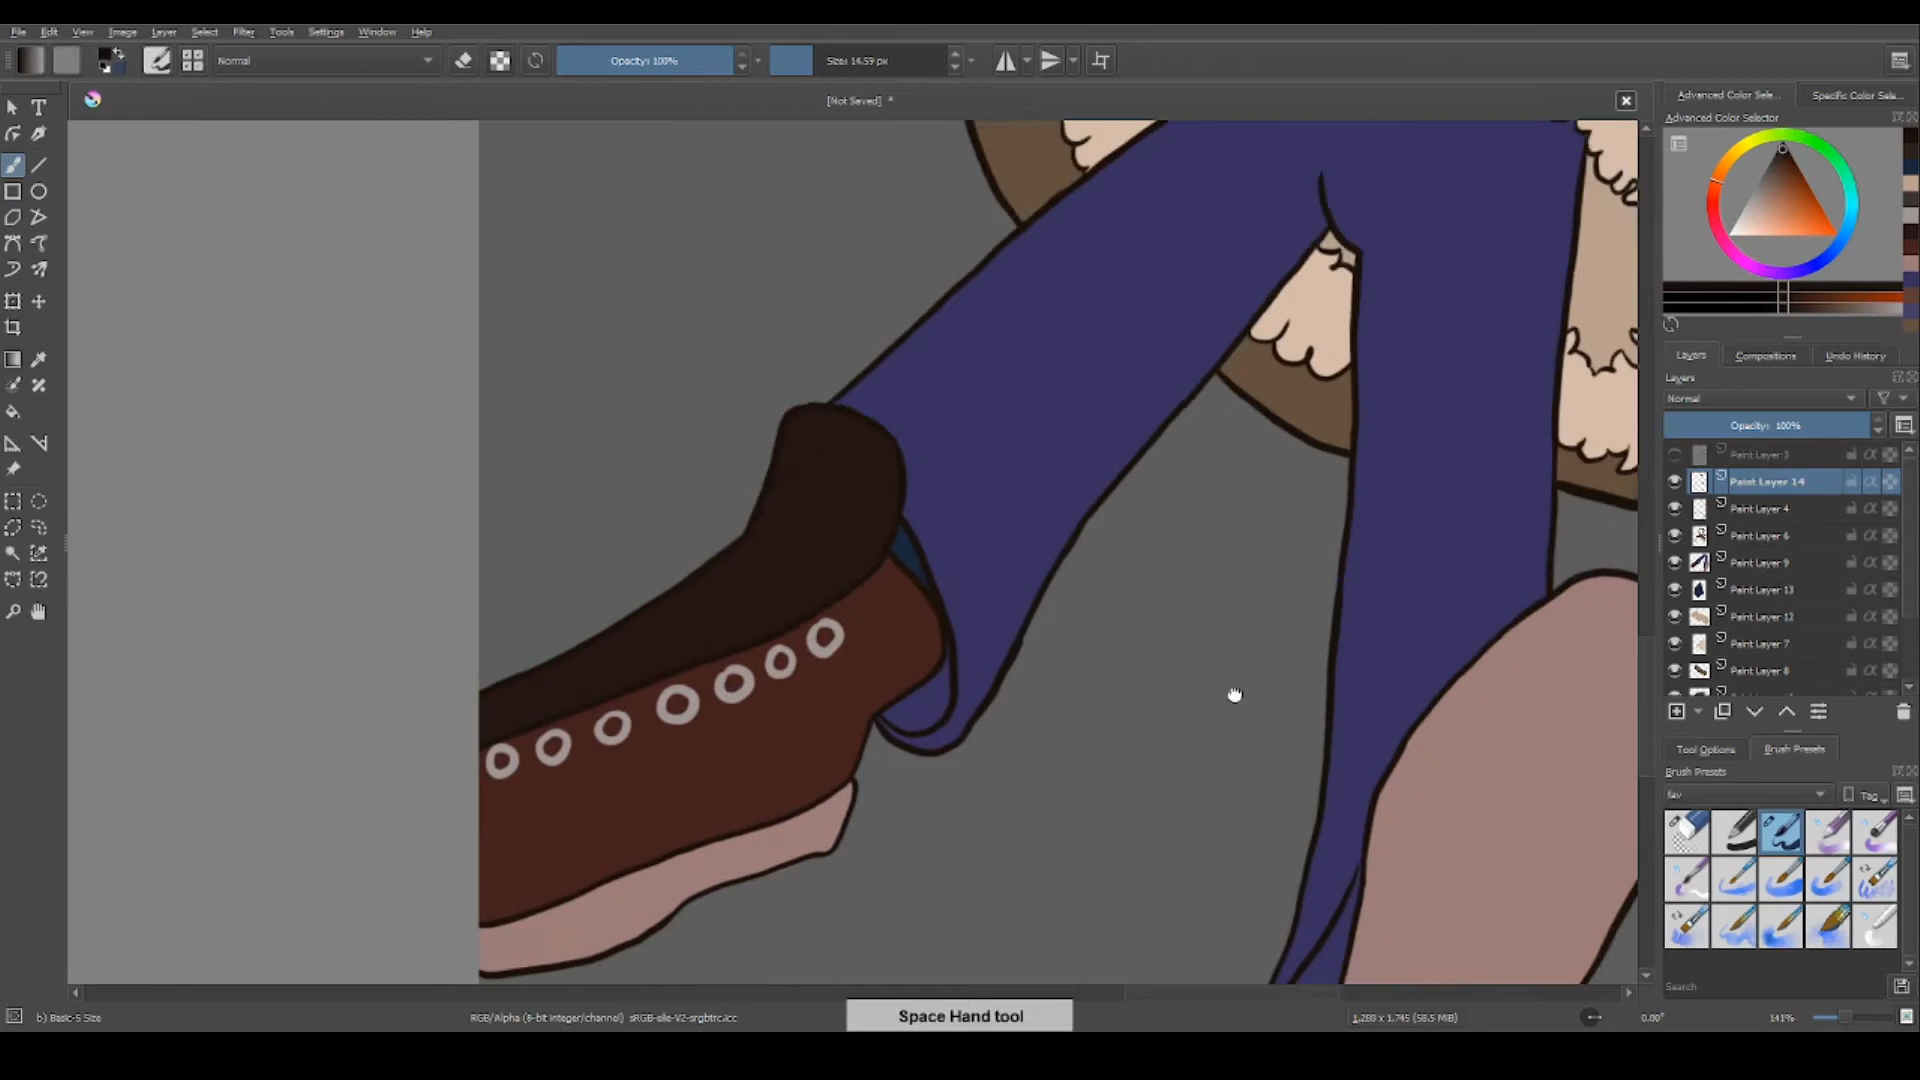 File Edit View Image Layer Select Filter Tools Settings Window Help
Normal Opacity: 100% Size: 14.59 px
[Not Saved] *
Advanced Color Sele... Specific Color Sele...
Advanced Color Selector
Layers Compositions Undo History
Layers
Normal
Opacity: 100%
Paint Layer 3
Paint Layer 14
Paint Layer 4
Paint Layer 6
Paint Layer 9
Paint Layer 13
Paint Layer 12
Paint Layer 7
Paint Layer 8
Tool Options Brush Presets
Brush Presets
fav Tag
Search
b) Basic-5 Size RGB/Alpha (8-bit integer/channel) sRGB-elle-V2-srgbtrc.icc Space Hand tool 1,280 x 1,745 (58.5 MiB) 0.00° 141%